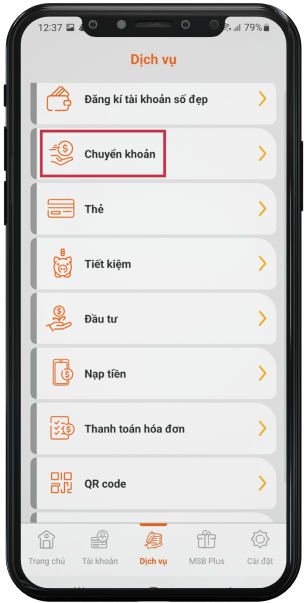 12:37 79%
Dịch vụ
Đăng kí tài khoản số đẹp
Chuyển khoản
Thẻ
Tiết kiệm
Đầu tư
Nạp tiền
Thanh toán hóa đơn
QR code
Trang chủ Tài khoản Dịch vụ MSB Plus Cài đặt